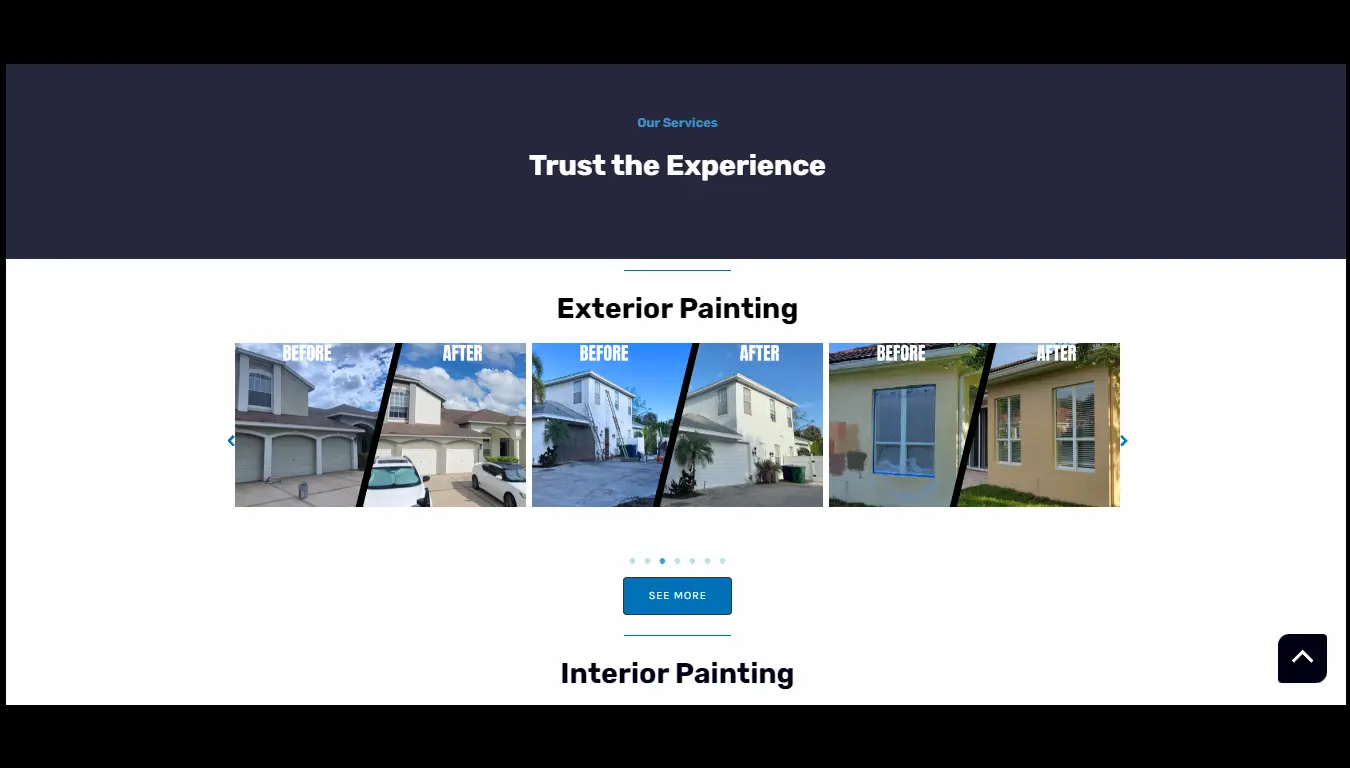 Our Services
Trust the Experience
Exterior Painting
BEFORE AFTER BEFORE AFTER BEFORE AFTER
SEE MORE
Interior Painting